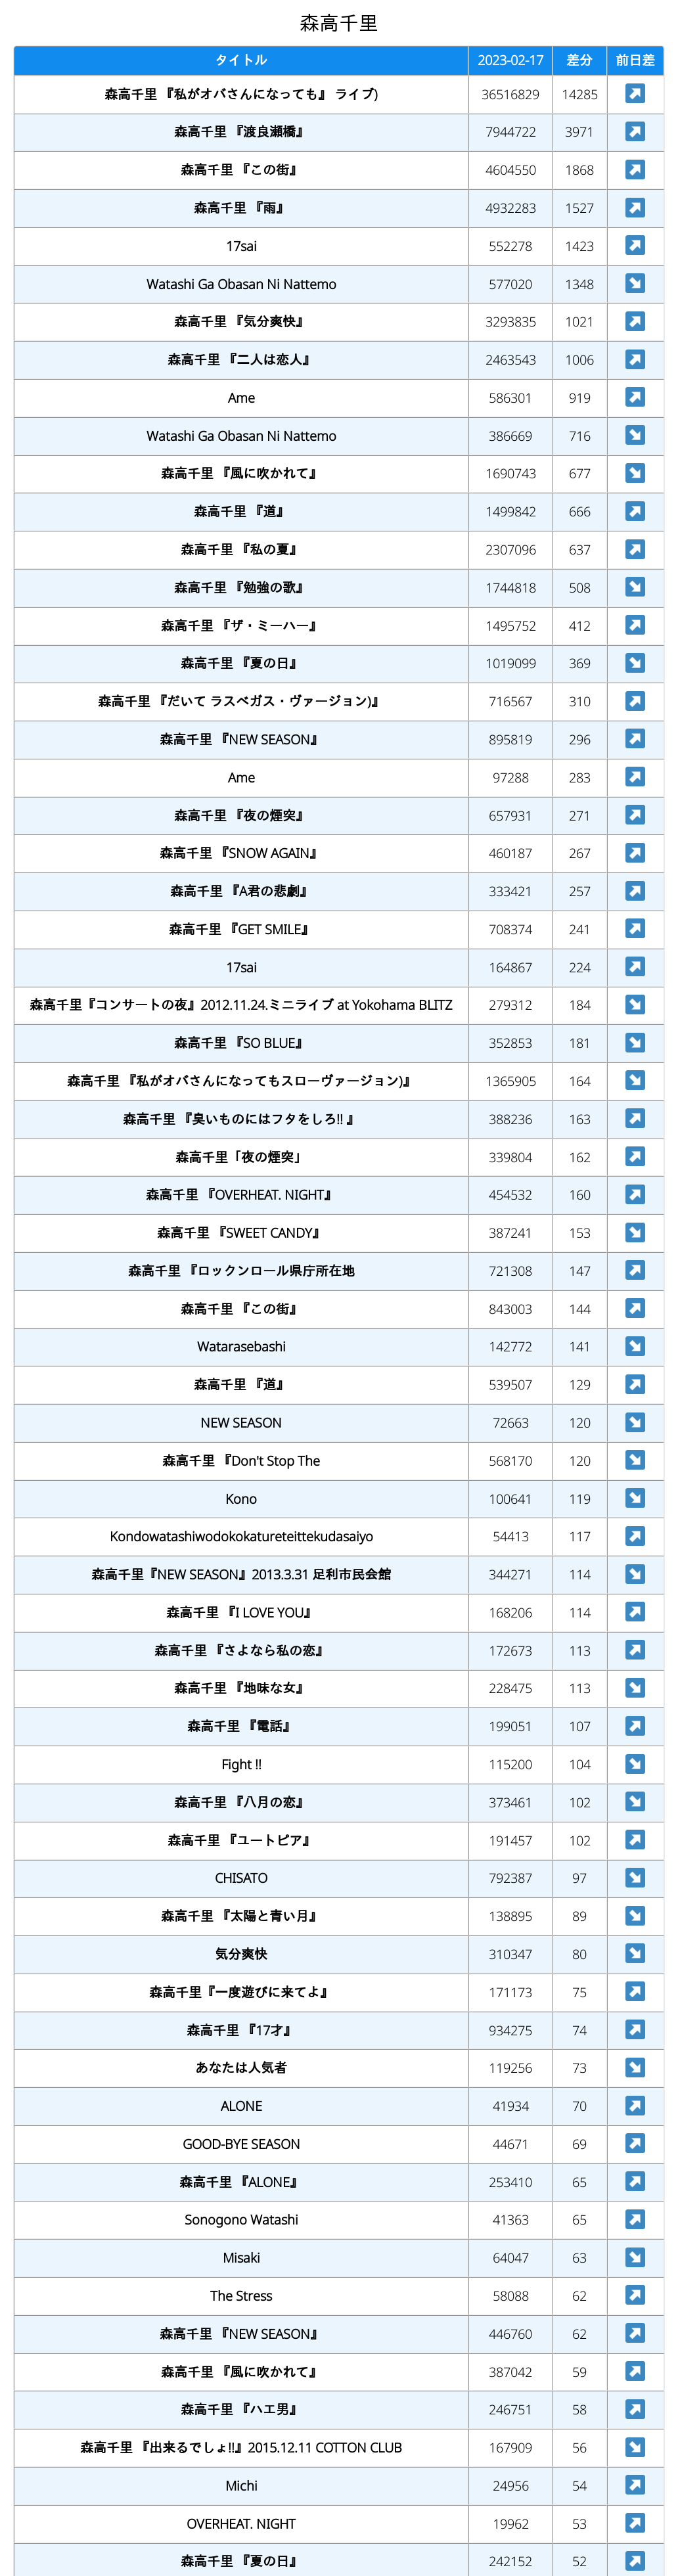 森高千里
タイトル 2023-02-17 差分 前日差
森高千里 『私がオバさんになっても』 ライブ) 36516829 14285 ↗
森高千里 『渡良瀬橋』 7944722 3971 ↗
森高千里 『この街』 4604550 1868 ↗
森高千里 『雨』 4932283 1527 ↗
17sai 552278 1423 ↗
Watashi Ga Obasan Ni Nattemo 577020 1348 ↘
森高千里 『気分爽快』 3293835 1021 ↗
森高千里 『二人は恋人』 2463543 1006 ↗
Ame 586301 919 ↗
Watashi Ga Obasan Ni Nattemo 386669 716 ↘
森高千里 『風に吹かれて』 1690743 677 ↘
森高千里 『道』 1499842 666 ↗
森高千里 『私の夏』 2307096 637 ↗
森高千里 『勉強の歌』 1744818 508 ↘
森高千里 『ザ・ミーハー』 1495752 412 ↗
森高千里 『夏の日』 1019099 369 ↘
森高千里 『だいて ラスベガス・ヴァージョン)』 716567 310 ↗
森高千里 『NEW SEASON』 895819 296 ↗
Ame 97288 283 ↗
森高千里 『夜の煙突』 657931 271 ↗
森高千里 『SNOW AGAIN』 460187 267 ↗
森高千里 『A君の悲劇』 333421 257 ↗
森高千里 『GET SMILE』 708374 241 ↗
17sai 164867 224 ↗
森高千里『コンサートの夜』2012.11.24.ミニライブ at Yokohama BLITZ 279312 184 ↘
森高千里 『SO BLUE』 352853 181 ↘
森高千里 『私がオバさんになってもスローヴァージョン)』 1365905 164 ↘
森高千里 『臭いものにはフタをしろ!! 』 388236 163 ↗
森高千里「夜の煙突」 339804 162 ↗
森高千里 『OVERHEAT. NIGHT』 454532 160 ↗
森高千里 『SWEET CANDY』 387241 153 ↘
森高千里 『ロックンロール県庁所在地 721308 147 ↗
森高千里 『この街』 843003 144 ↗
Watarasebashi 142772 141 ↘
森高千里 『道』 539507 129 ↗
NEW SEASON 72663 120 ↘
森高千里 『Don't Stop The 568170 120 ↘
Kono 100641 119 ↘
Kondowatashiwodokokatureteittekudasaiyo 54413 117 ↗
森高千里『NEW SEASON』2013.3.31 足利市民会館 344271 114 ↘
森高千里 『I LOVE YOU』 168206 114 ↗
森高千里 『さよなら私の恋』 172673 113 ↗
森高千里 『地味な女』 228475 113 ↘
森高千里 『電話』 199051 107 ↗
Fight !! 115200 104 ↘
森高千里 『八月の恋』 373461 102 ↘
森高千里 『ユートピア』 191457 102 ↗
CHISATO 792387 97 ↘
森高千里 『太陽と青い月』 138895 89 ↘
気分爽快 310347 80 ↘
森高千里『一度遊びに来てよ』 171173 75 ↗
森高千里 『17才』 934275 74 ↗
あなたは人気者 119256 73 ↘
ALONE 41934 70 ↗
GOOD-BYE SEASON 44671 69 ↗
森高千里 『ALONE』 253410 65 ↗
Sonogono Watashi 41363 65 ↗
Misaki 64047 63 ↘
The Stress 58088 62 ↗
森高千里 『NEW SEASON』 446760 62 ↗
森高千里 『風に吹かれて』 387042 59 ↗
森高千里 『ハエ男』 246751 58 ↗
森高千里 『出来るでしょ!!』2015.12.11 COTTON CLUB 167909 56 ↘
Michi 24956 54 ↗
OVERHEAT. NIGHT 19962 53 ↗
森高千里 『夏の日』 242152 52 ↗